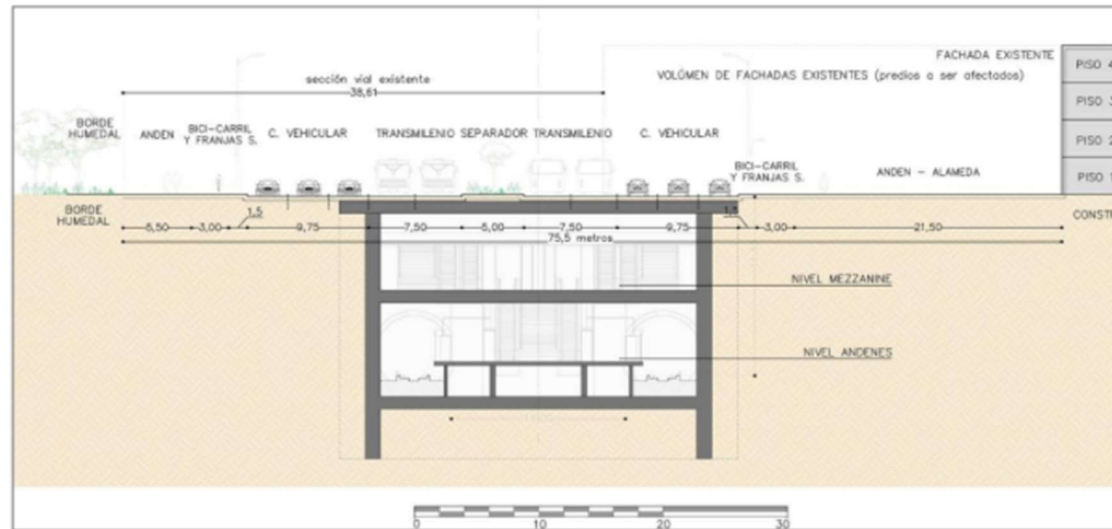 FACHADA EXISTENTE
PISO 4
sección vial existente
VOLÚMEN DE FACHADAS EXISTENTES (predios a ser afectados)
38,61
PISO 3
BORDE
HUMEDAL
ANDEN
BICI-CARRIL
Y FRANJAS S.
C. VEHICULAR
TRANSMILENIO
SEPARADOR
TRANSMILENIO
C. VEHICULAR
PISO 2
BICI-CARRIL
Y FRANJAS S.
ANDEN - ALAMEDA
PISO
BORDE
HUMEDAL
1,5
1,5
CONSTR
3,00
9,75
7,50
7,50
9,75
3,00
21,50
75,5 metros
NIVEL MEZZANINE
NIVEL ANDENES
0
10
20
30